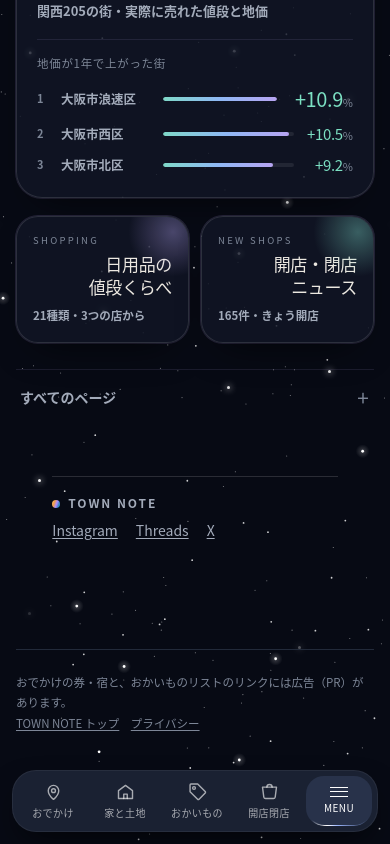 関西205の街・実際に売れた値段と地価
地価が1年で上がった街
1 大阪市浪速区 +10.9%
2 大阪市西区 +10.5%
3 大阪市北区 +9.2%
SHOPPING
日用品の
値段くらべ
21種類・3つの店から
NEW SHOPS
開店・閉店
ニュース
165件・きょう開店
すべてのページ +
TOWN NOTE
Instagram Threads X
おでかけの券・宿と、おかいものリストのリンクには広告（PR）が
あります。
TOWN NOTE トップ プライバシー
おでかけ 家と土地 おかいもの 開店閉店 MENU